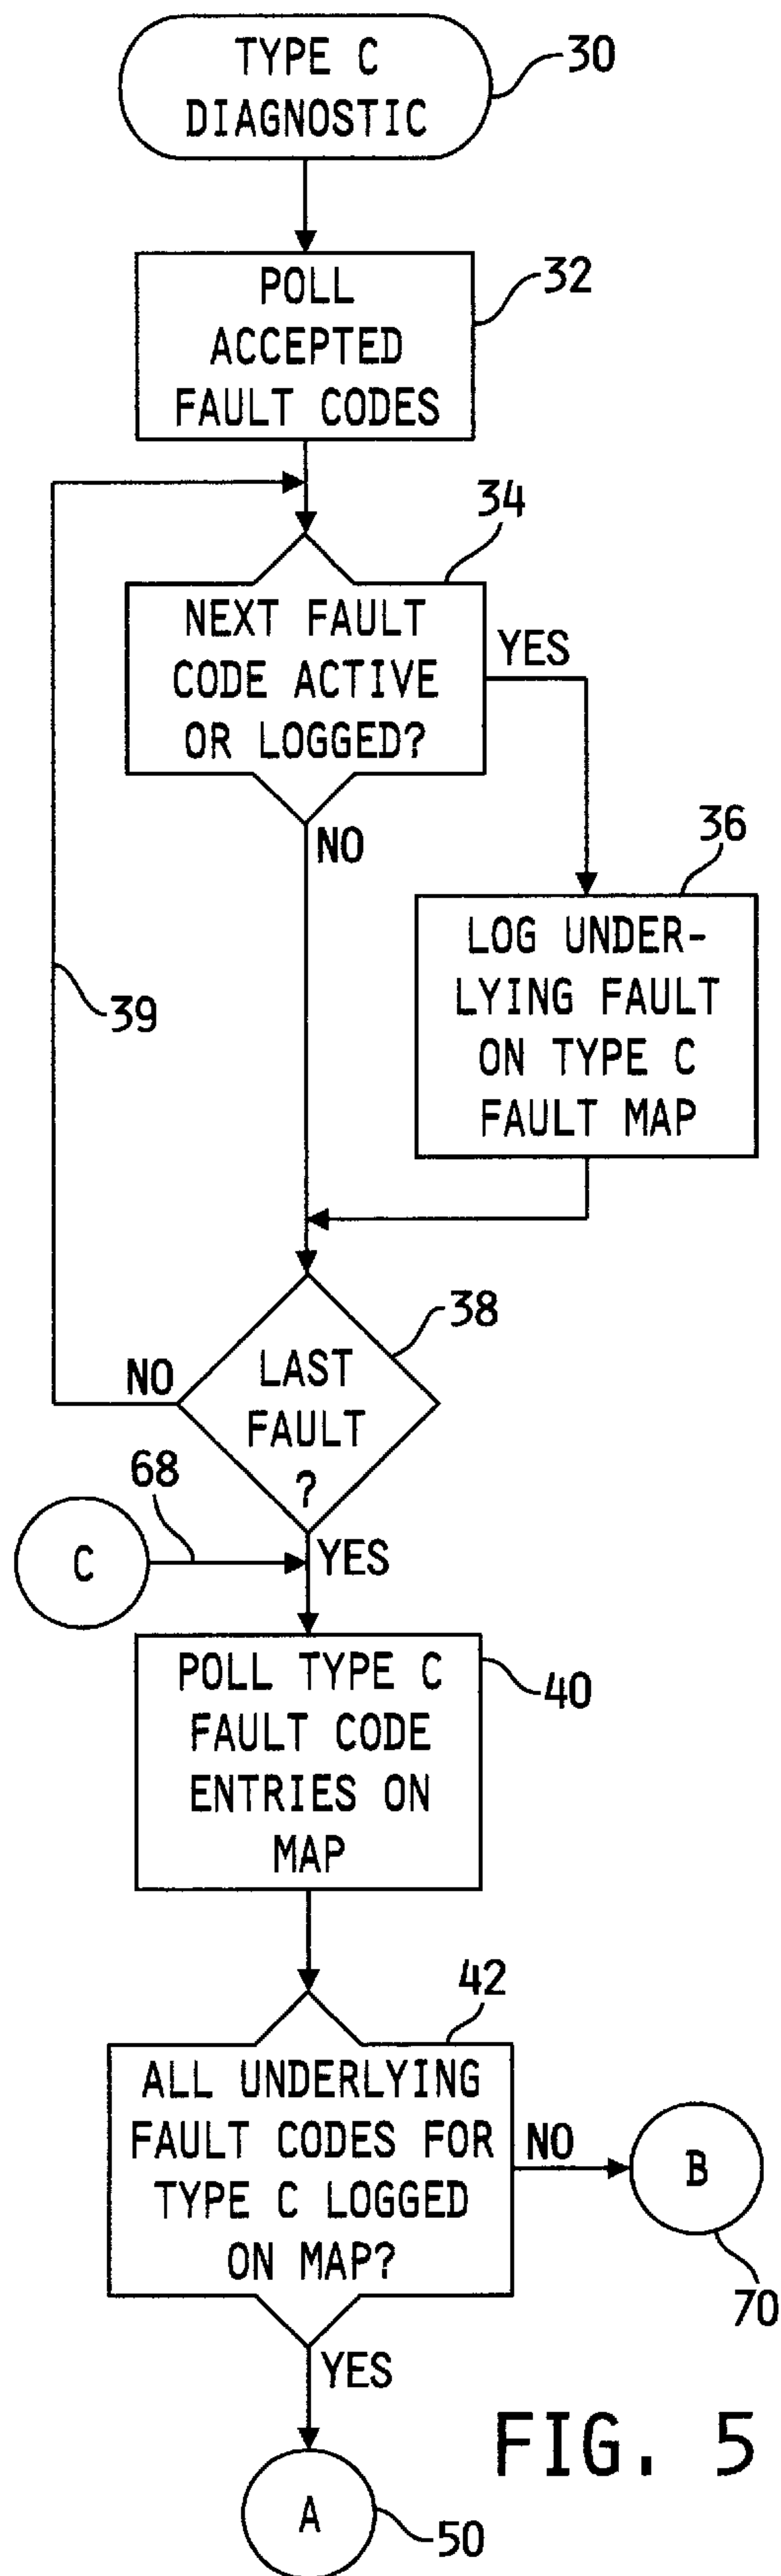 TYPE C
DIAGNOSTIC
30
POLL
ACCEPTED
FAULT CODES
32
34
NEXT FAULT
CODE ACTIVE
OR LOGGED?
YES
NO
36
LOG UNDER-
LYING FAULT
ON TYPE C
FAULT MAP
39
38
LAST
FAULT
?
NO
68
C
YES
POLL TYPE C
FAULT CODE
ENTRIES ON
MAP
40
42
ALL UNDERLYING
FAULT CODES FOR
TYPE C LOGGED
ON MAP?
NO
B
70
YES
FIG. 5
A
50